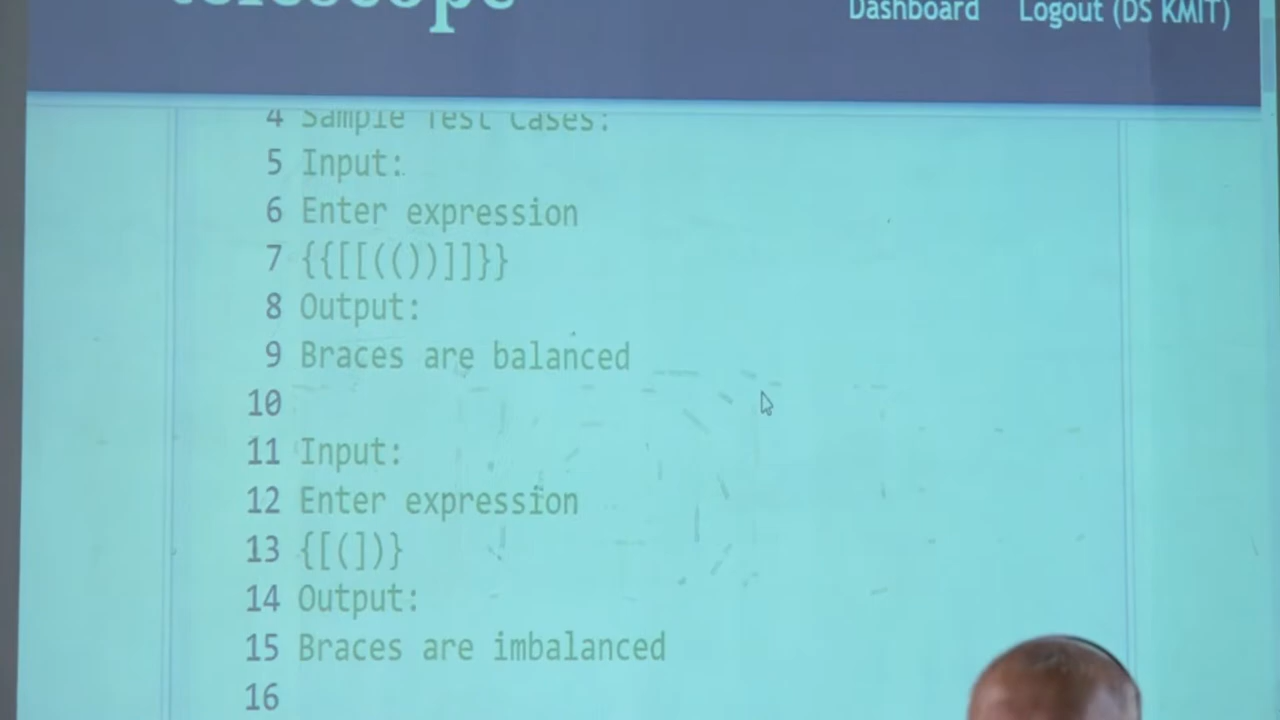 telescope
Dashboard Logout (DS KMIT)
4 Sample Test Cases:
5 Input:
6 Enter expression
7 {{[[(())]]}}
8 Output:
9 Braces are balanced
10
11 Input:
12 Enter expression
13 {[(])}
14 Output:
15 Braces are imbalanced
16